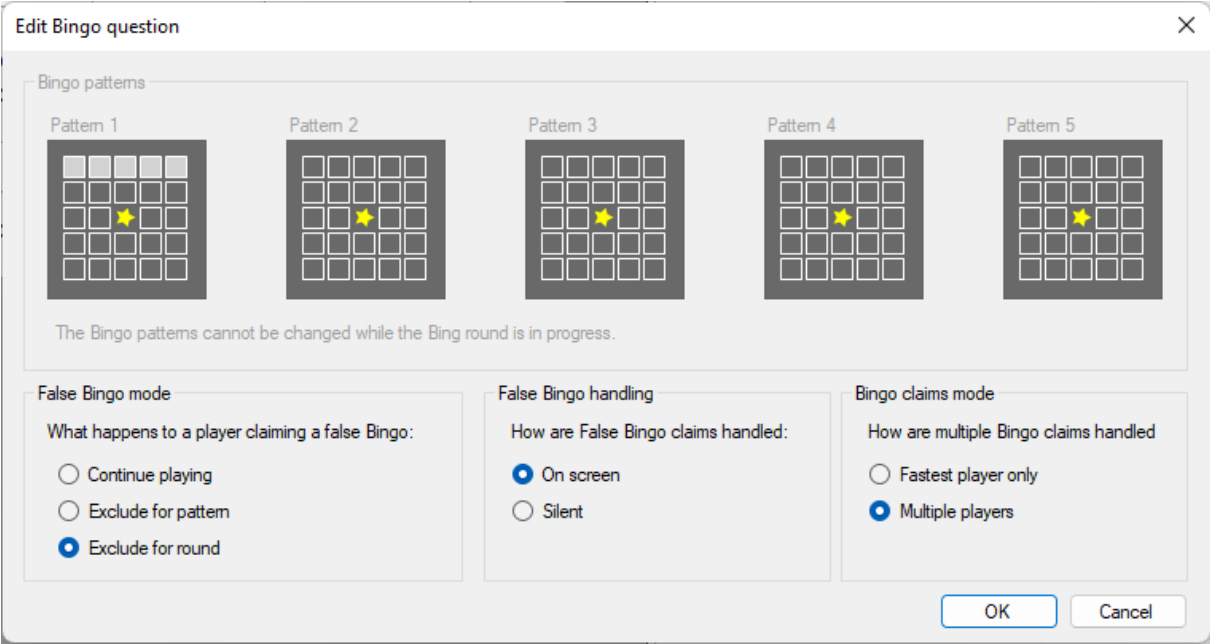 Edit Bingo question
Bingo patterns
Pattern 1 Pattern 2 Pattern 3 Pattern 4 Pattern 5
The Bingo patterns cannot be changed while the Bing round is in progress.
False Bingo mode
What happens to a player claiming a false Bingo:
Continue playing
Exclude for pattern
Exclude for round
False Bingo handling
How are False Bingo claims handled:
On screen
Silent
Bingo claims mode
How are multiple Bingo claims handled
Fastest player only
Multiple players
OK Cancel